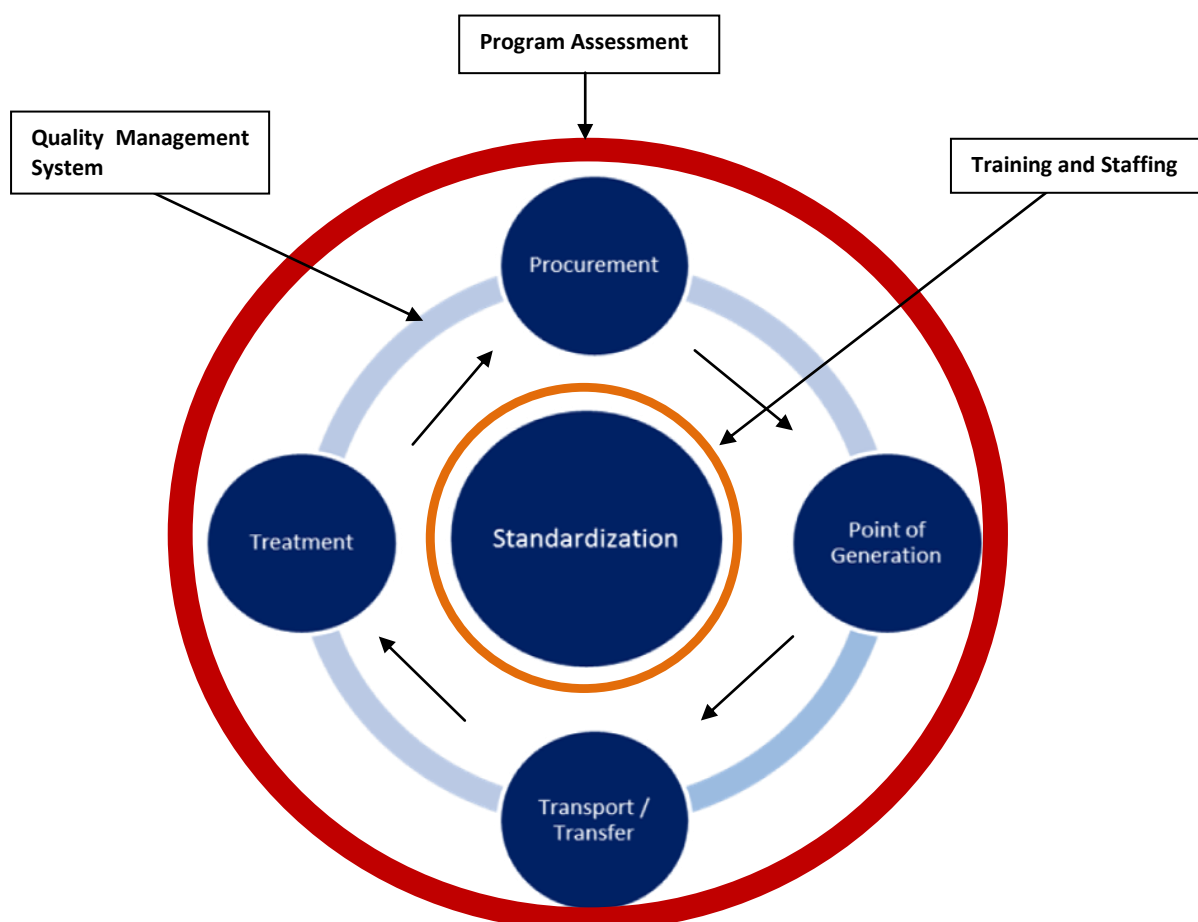 Program Assessment
Quality Management
System
Training and Staffing
Procurement
Treatment
Standardization
Point of
Generation
Transport /
Transfer